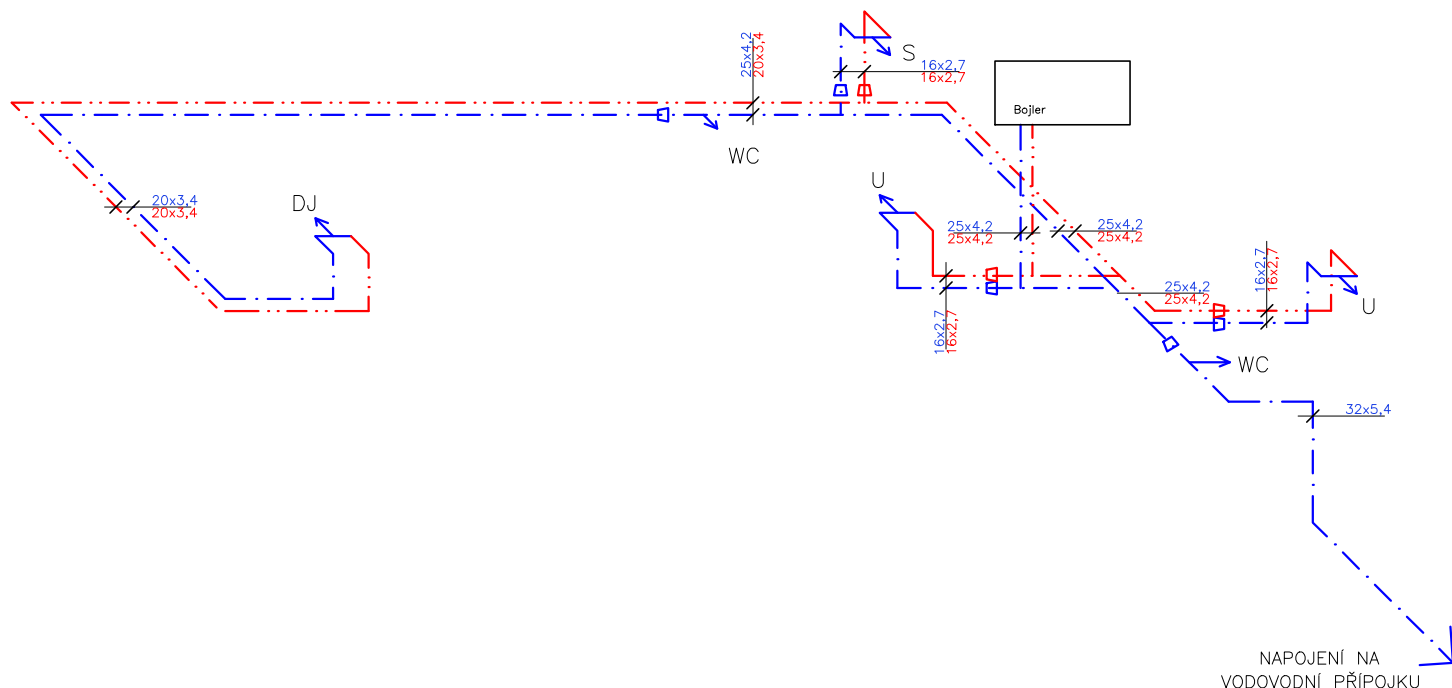 25x4,2
20x3,4
S
16x2,7
16x2,7
Bojler
WC
U
DJ
20x3,4
20x3,4
25x4,2
25x4,2
25x4,2
25x4,2
16x2,7
16x2,7
25x4,2
25x4,2
U
16x2,7
16x2,7
WC
32x5,4
NAPOJENÍ NA
VODOVODNÍ PŘÍPOJKU